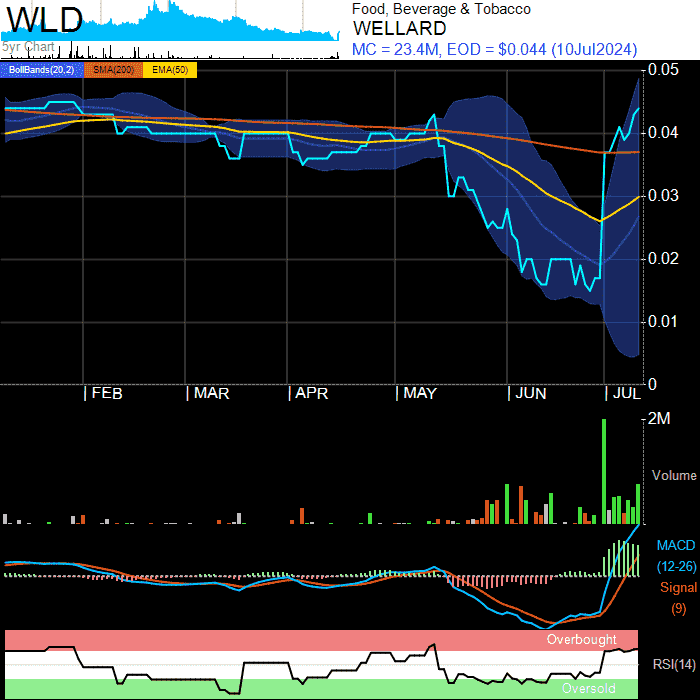 WLD
5yr Chart
Food, Beverage & Tobacco
WELLARD
MC = 23.4M, EOD = $0.044 (10Jul2024)
BollBands(20,2) SMA(200) EMA(50)
0.05
0.04
0.03
0.02
0.01
0
FEB MAR APR MAY JUN JUL
2M
Volume
MACD
(12-26)
Signal
(9)
Overbought
RSI(14)
Oversold